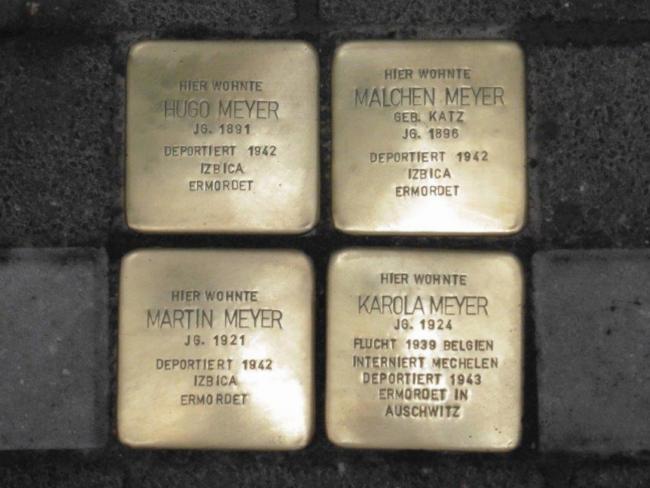 HIER WOHNTE
HUGO MEYER
JG. 1891
DEPORTIERT 1942
IZBICA
ERMORDET
HIER WOHNTE
MALCHEN MEYER
GEB. KATZ
JG. 1896
DEPORTIERT 1942
IZBICA
ERMORDET
HIER WOHNTE
MARTIN MEYER
JG. 1921
DEPORTIERT 1942
IZBICA
ERMORDET
HIER WOHNTE
KAROLA MEYER
JG. 1924
FLUCHT 1939 BELGIEN
INTERNIERT MECHELEN
DEPORTIERT 1943
ERMORDET IN
AUSCHWITZ